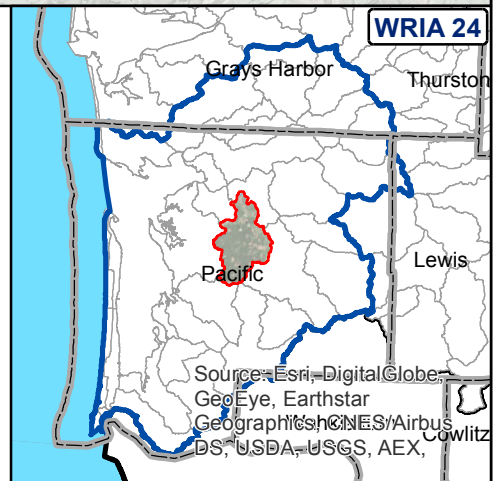 WRIA 24
Grays Harbor
Thurston
Lewis
Pacific
Source: Esri, DigitalGlobe,
GeoEye, Earthstar
Geographics, CNES/Airbus
DS, USDA, USGS, AEX,
Wahkiakum
Cowlitz